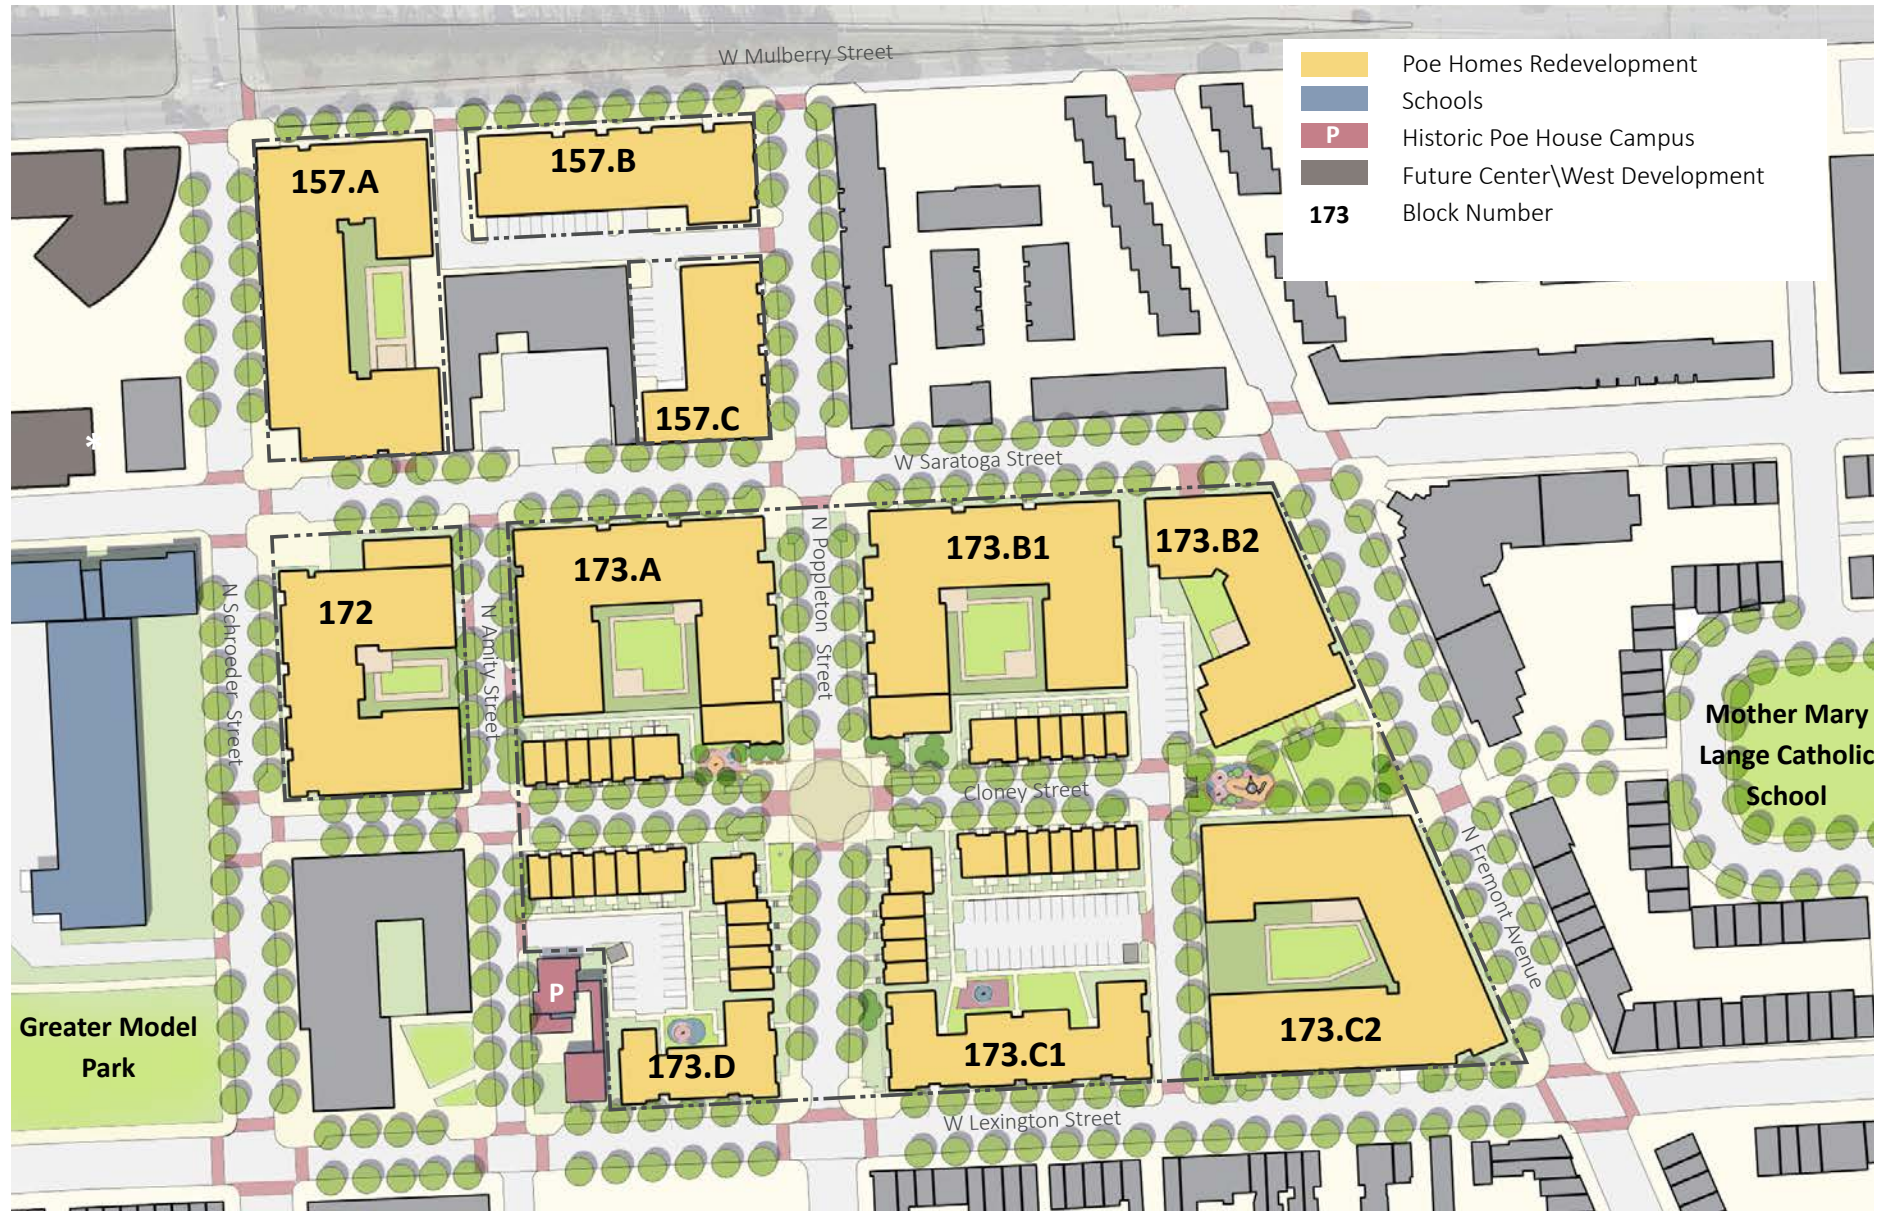 W Mulberry Street
Poe Homes Redevelopment
Schools
P Historic Poe House Campus
Future Center\West Development
173 Block Number
157.A
157.B
157.C
*
W Saratoga Street
N Schroeder Street
172
N Amity Street
173.A
N Poppleton Street
173.B1
173.B2
Mother Mary
Lange Catholic
School
Cloney Street
N Fremont Avenue
P
Greater Model
Park
173.D
173.C1
173.C2
W Lexington Street